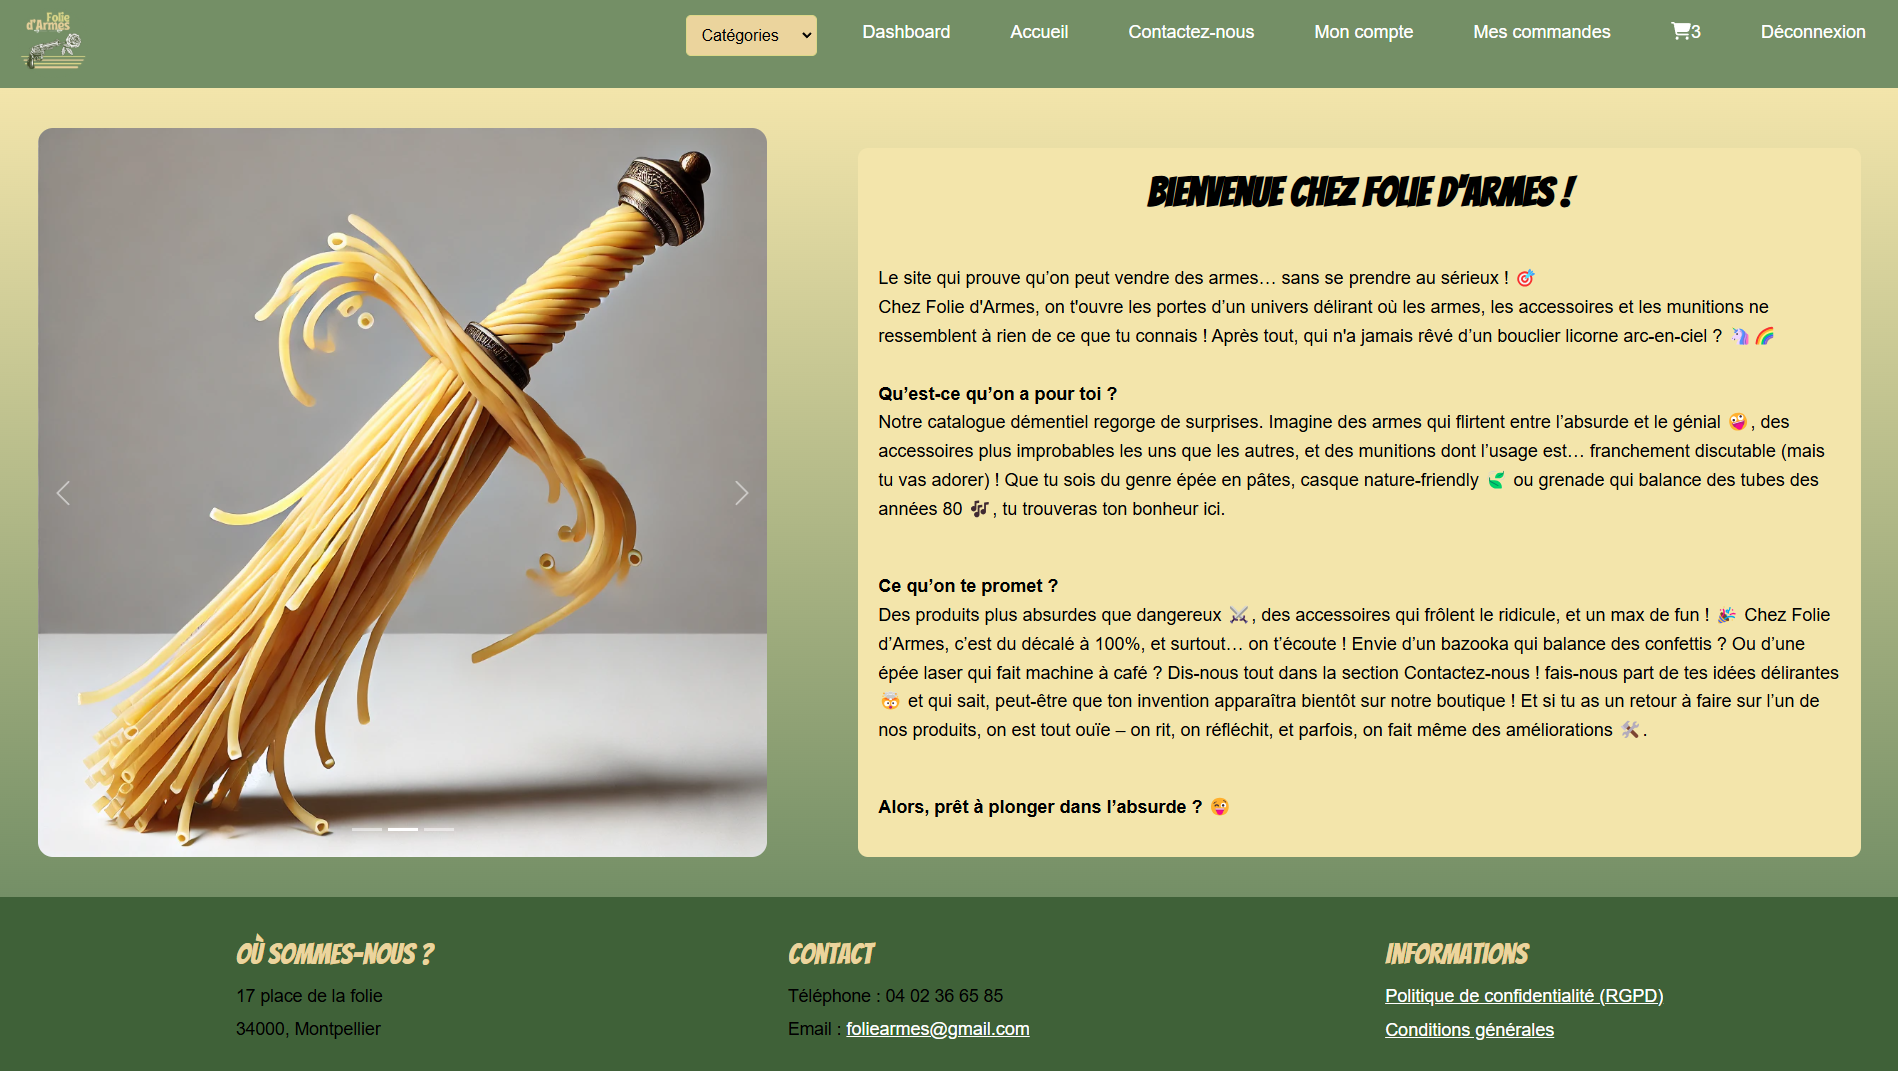 Folie
d'Armes
Catégories
Dashboard
Accueil
Contactez-nous
Mon compte
Mes commandes
3
Déconnexion
BIENVENUE CHEZ FOLIE D'ARMES !
Le site qui prouve qu’on peut vendre des armes… sans se prendre au sérieux ! 🎯
Chez Folie d'Armes, on t'ouvre les portes d’un univers délirant où les armes, les accessoires et les munitions ne
ressemblent à rien de ce que tu connais ! Après tout, qui n'a jamais rêvé d’un bouclier licorne arc-en-ciel ? 🦄🌈
Qu’est-ce qu’on a pour toi ?
Notre catalogue démentiel regorge de surprises. Imagine des armes qui flirtent entre l’absurde et le génial 🤪, des
accessoires plus improbables les uns que les autres, et des munitions dont l’usage est… franchement discutable (mais
tu vas adorer) ! Que tu sois du genre épée en pâtes, casque nature-friendly 🌿 ou grenade qui balance des tubes des
années 80 🎶, tu trouveras ton bonheur ici.
Ce qu’on te promet ?
Des produits plus absurdes que dangereux ⚔️, des accessoires qui frôlent le ridicule, et un max de fun ! 🎉 Chez Folie
d’Armes, c’est du décalé à 100%, et surtout… on t’écoute ! Envie d’un bazooka qui balance des confettis ? Ou d’une
épée laser qui fait machine à café ? Dis-nous tout dans la section Contactez-nous ! fais-nous part de tes idées délirantes
🤯 et qui sait, peut-être que ton invention apparaîtra bientôt sur notre boutique ! Et si tu as un retour à faire sur l’un de
nos produits, on est tout ouïe – on rit, on réfléchit, et parfois, on fait même des améliorations 🛠️.
Alors, prêt à plonger dans l’absurde ? 😜
OÙ SOMMES-NOUS ?
17 place de la folie
34000, Montpellier
CONTACT
Téléphone : 04 02 36 65 85
Email : foliearmes@gmail.com
INFORMATIONS
Politique de confidentialité (RGPD)
Conditions générales